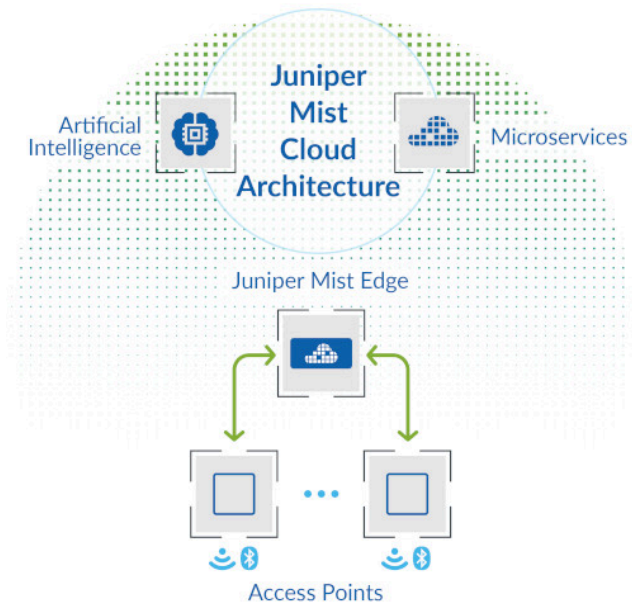 Juniper
Mist
Cloud
Architecture
Artificial
Intelligence
Microservices
Juniper Mist Edge
Access Points